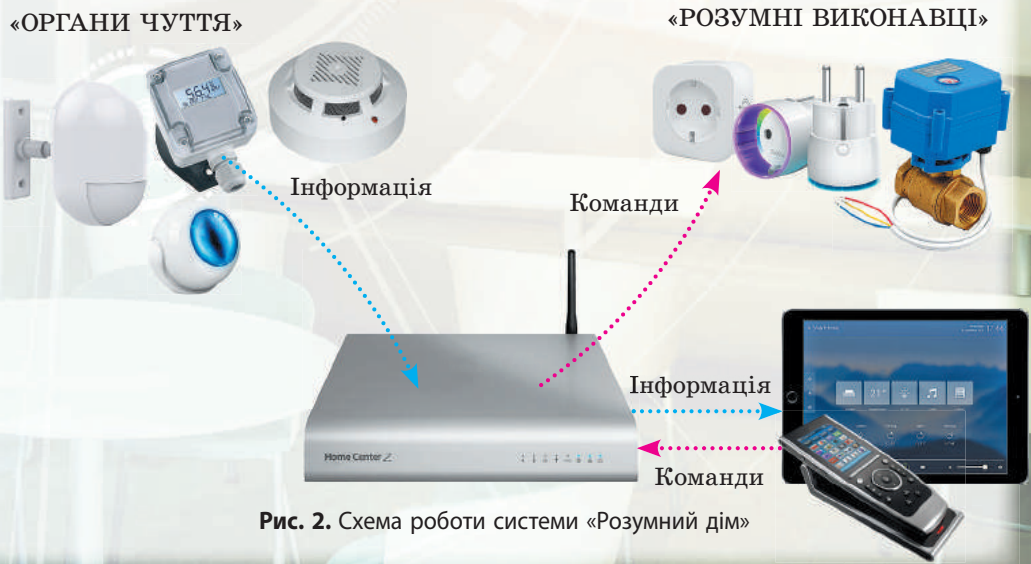 «ОРГАНИ ЧУТТЯ»
«РОЗУМНІ ВИКОНАВЦІ»
Інформація
Команди
Інформація
Команди
Home Center 2
Рис. 2. Схема роботи системи «Розумний дім»